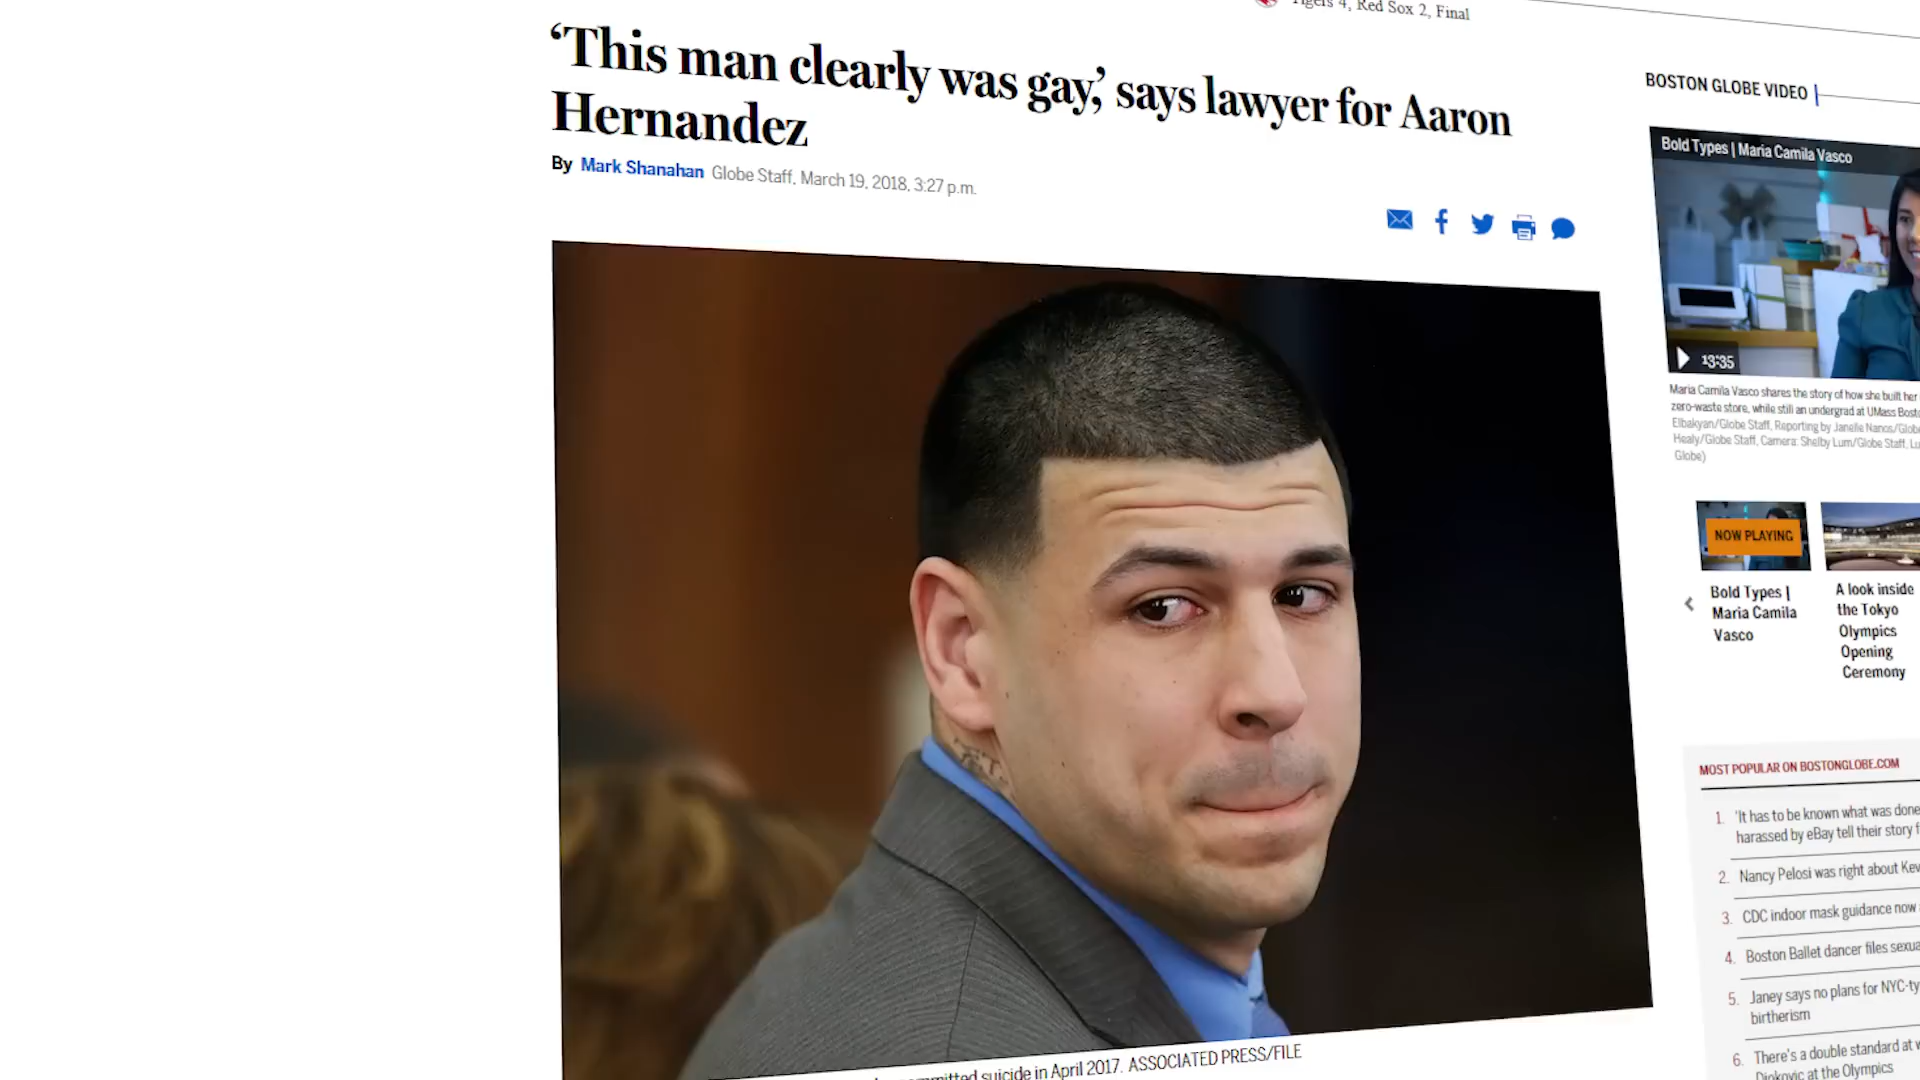 Tigers 4, Red Sox 2, Final
‘This man clearly was gay,’ says lawyer for Aaron
Hernandez
By Mark Shanahan Globe Staff, March 19, 2018, 3:27 p.m.
committed suicide in April 2017. ASSOCIATED PRESS/FILE
BOSTON GLOBE VIDEO
Bold Types | Maria Camila Vasco
13:35
Maria Camila Vasco shares the story of how she built her
zero-waste store, while still an undergrad at UMass
Elbakyan/Globe Staff, Reporting by Janelle Nanos/Globe
Healy/Globe Staff, Camera: Shelby Lum/Globe Staff,
Globe)
NOW PLAYING
Bold Types |
Maria Camila
Vasco
A look inside
the Tokyo
Olympics
Opening
Ceremony
MOST POPULAR ON BOSTONGLOBE.COM
1. ‘It has to be known what was done
harassed by eBay tell their story
2. Nancy Pelosi was right about
3. CDC indoor mask guidance now
4. Boston Ballet dancer files
5. Janey says no plans for
birtherism
6. There's a double standard at
Djokovic at the Olympics